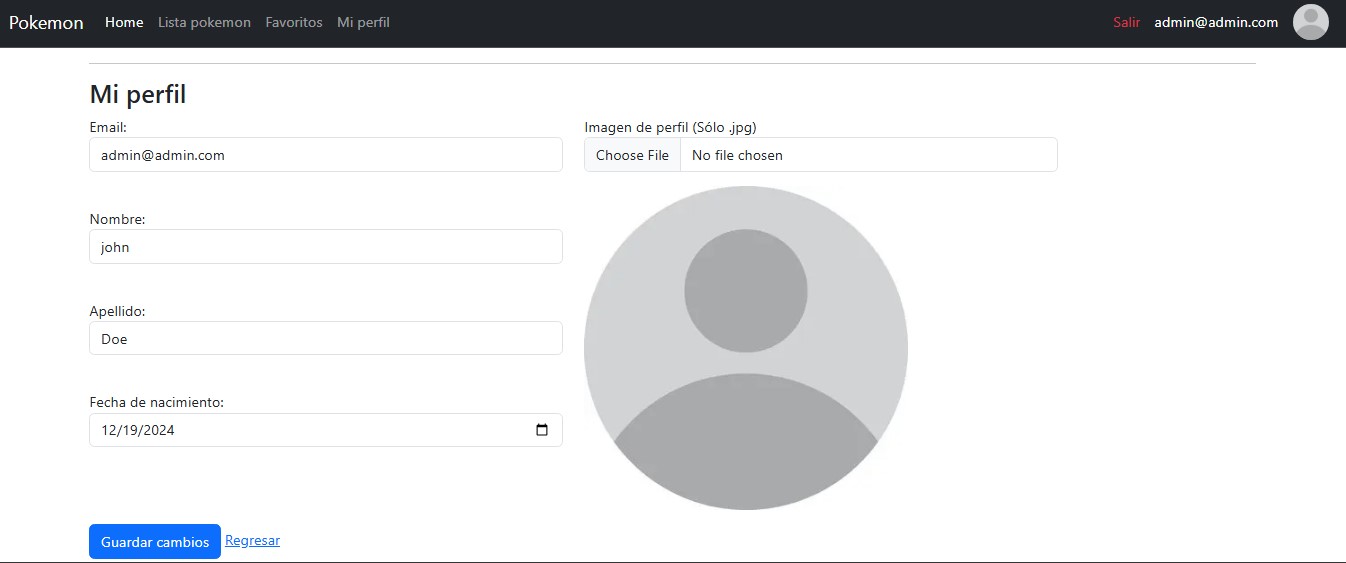 Pokemon Home Lista pokemon Favoritos Mi perfil Salir admin@admin.com
Mi perfil
Email:
admin@admin.com
Imagen de perfil (Sólo .jpg)
Choose File No file chosen
Nombre:
john
Apellido:
Doe
Fecha de nacimiento:
12/19/2024
Guardar cambios Regresar